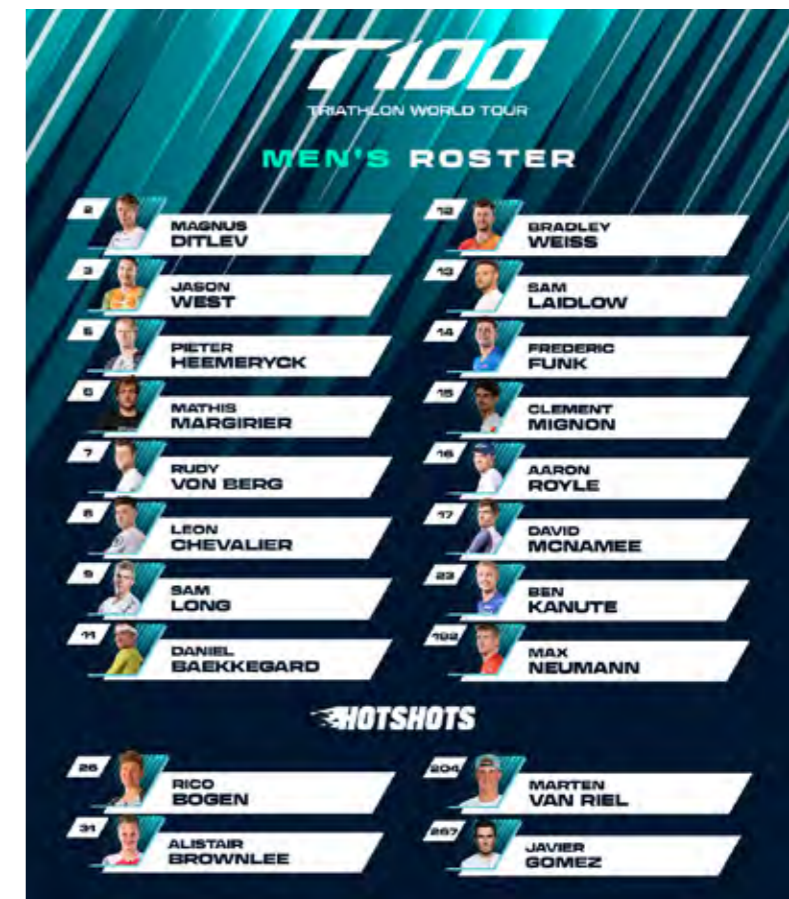 T100
TRIATHLON WORLD TOUR
MEN'S ROSTER
2
MAGNUS
DITLEV
3
JASON
WEST
5
PIETER
HEEMERYCK
6
MATHIS
MARGIRIER
7
RUDY
VON BERG
8
LEON
CHEVALIER
9
SAM
LONG
11
DANIEL
BAEKKEGARD
12
BRADLEY
WEISS
13
SAM
LAIDLOW
14
FREDERIC
FUNK
15
CLEMENT
MIGNON
16
AARON
ROYLE
17
DAVID
MCNAMEE
23
BEN
KANUTE
192
MAX
NEUMANN
HOTSHOTS
26
RICO
BOGEN
31
ALISTAIR
BROWNLEE
204
MARTEN
VAN RIEL
267
JAVIER
GOMEZ